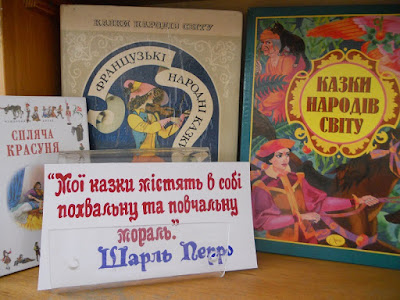 КАЗКИ НАРОДІВ СВІТУ
ФРАНЦУЗЬКІ НАРОДНІ КАЗКИ
КАЗКИ
НАРОДІВ
СВІТУ
СПЛЯЧА
КРАСУНЯ
“Мої казки містять в собі
похвальну та повчальну
мораль.”
Шарль Перро